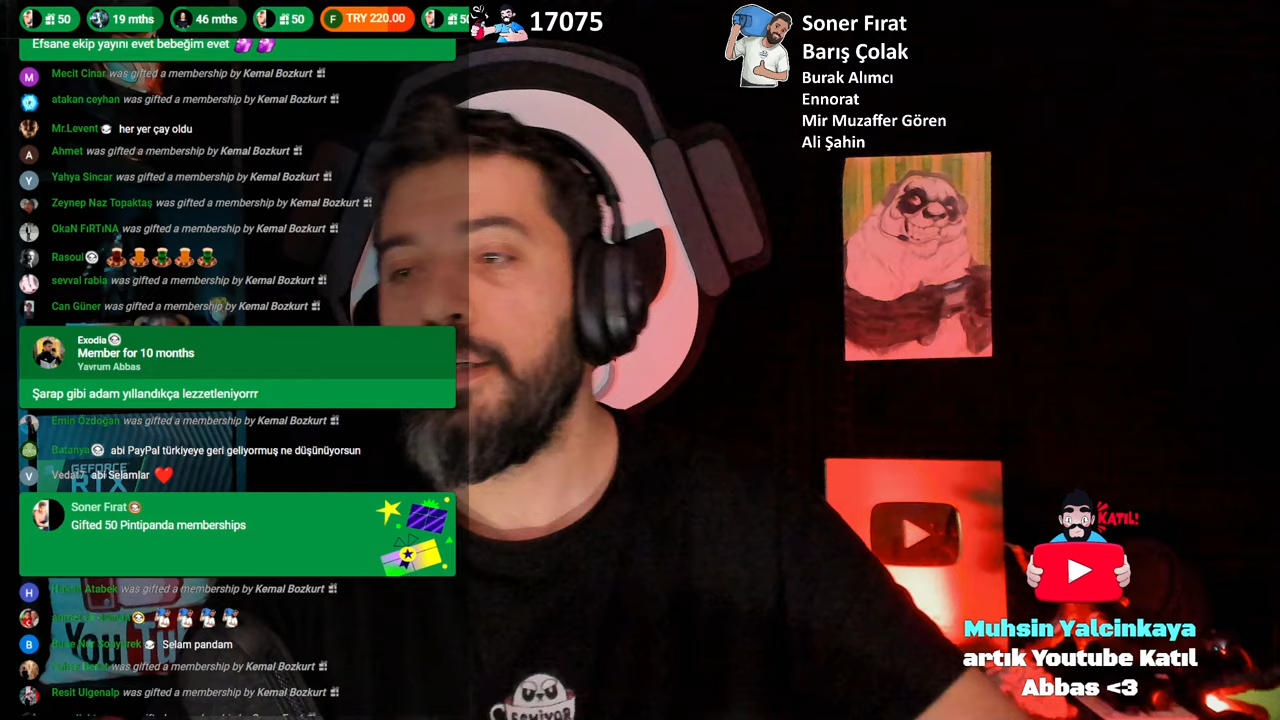 50
19 mths
46 mths
50
F TRY 220.00
17075
Soner Fırat
Barış Çolak
Burak Alımcı
Ennorat
Mir Muzaffer Gören
Ali Şahin
Efsane ekip yayini evet bebeğim evet
M Mecit Cinar was gifted a membership by Kemal Bozkurt
atakan ceyhan was gifted a membership by Kemal Bozkurt
Mr.Levent her yer çay oldu
A Ahmet was gifted a membership by Kemal Bozkurt
Y Yahya Sincar was gifted a membership by Kemal Bozkurt
Zeynep Naz Topaktaş was gifted a membership by Kemal Bozkurt
OkaN FıRTıNA was gifted a membership by Kemal Bozkurt
Rasoul
sevval rabia was gifted a membership by Kemal Bozkurt
Can Güner was gifted a membership by Kemal Bozkurt
Exodia
Member for 10 months
Yavrum Abbas
Şarap gibi adam yıllandıkça lezzetleniyorrr
Emin Özdoğan was gifted a membership by Kemal Bozkurt
Batanya abi PayPal türkiyeye geri geliyormuş ne düşünüyorsun
V Vedat7 abi Selamlar
GEFORCE
RTX
Soner Fırat
Gifted 50 Pintipanda memberships
H Atabek was gifted a membership by Kemal Bozkurt
B Selam pandam
was gifted a membership by Kemal Bozkurt
Resit Ulgenalp was gifted a membership by Kemal Bozkurt
KATIL!
Muhsin Yalcinkaya
artık Youtube Katıl
Abbas <3